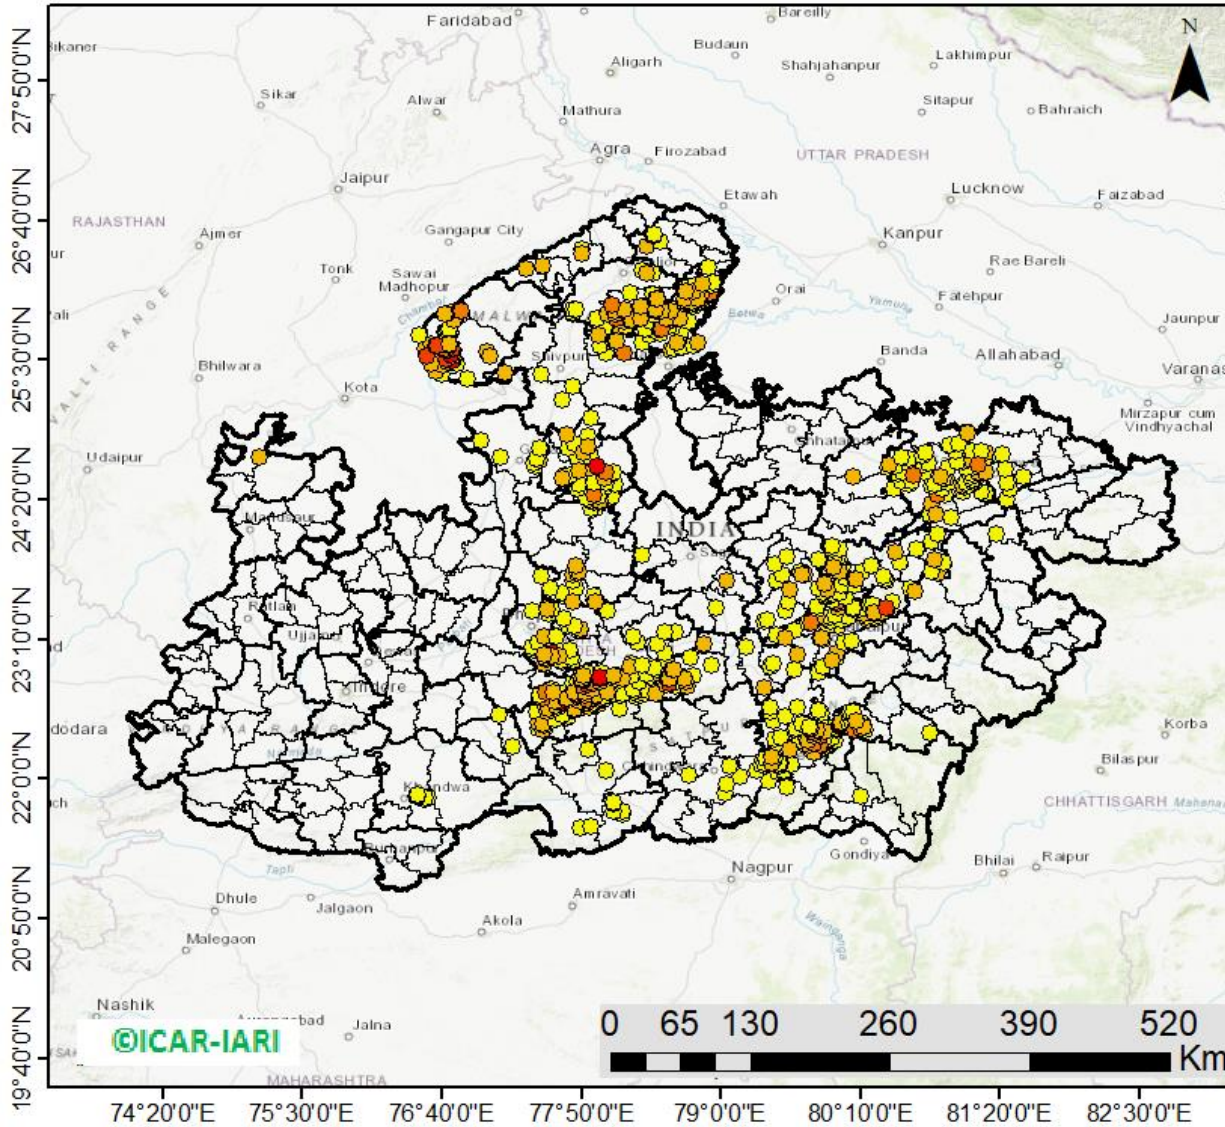 Faridabad
Bareilly
Budaun
Lakhimpur
Aligarh
Shahjahanpur
N
27°50'0"N
Sikar
Alwar
Mathura
Sitapur
Bahraich
Agra
Firozabad
UTTAR PRADESH
Jaipur
Lucknow
Etawah
Faizabad
26°40'0"N
RAJASTHAN
Ajmer
Gangapur City
Kanpur
Rae Bareli
Tonk
Sawai
Madhopur
Orai
Fatehpur
Chambal
Yamuna
Betwa
Jaunpur
25°30'0"N
Bhilwara
Shivpuri
Banda
Allahabad
Kota
Mirzapur cum
Vindhyachal
Udaipur
24°20'0"N
Mandsaur
INDIA
23°10'0"N
Ratlam
Indore
Korba
22°0'0"N
Khandwa
Bilaspur
CHHATTISGARH
Burhanpur
Tapti
Nagpur
Gondiya
Bhilai
Raipur
20°50'0"N
Dhule
Jalgaon
Amravati
Akola
Wainganga
Malegaon
Nashik
Jalna
©ICAR-IARI
0 65 130 260 390 520
Km
19°40'0"N
MAHARASHTRA
74°20'0"E 75°30'0"E 76°40'0"E 77°50'0"E 79°0'0"E 80°10'0"E 81°20'0"E 82°30'0"E